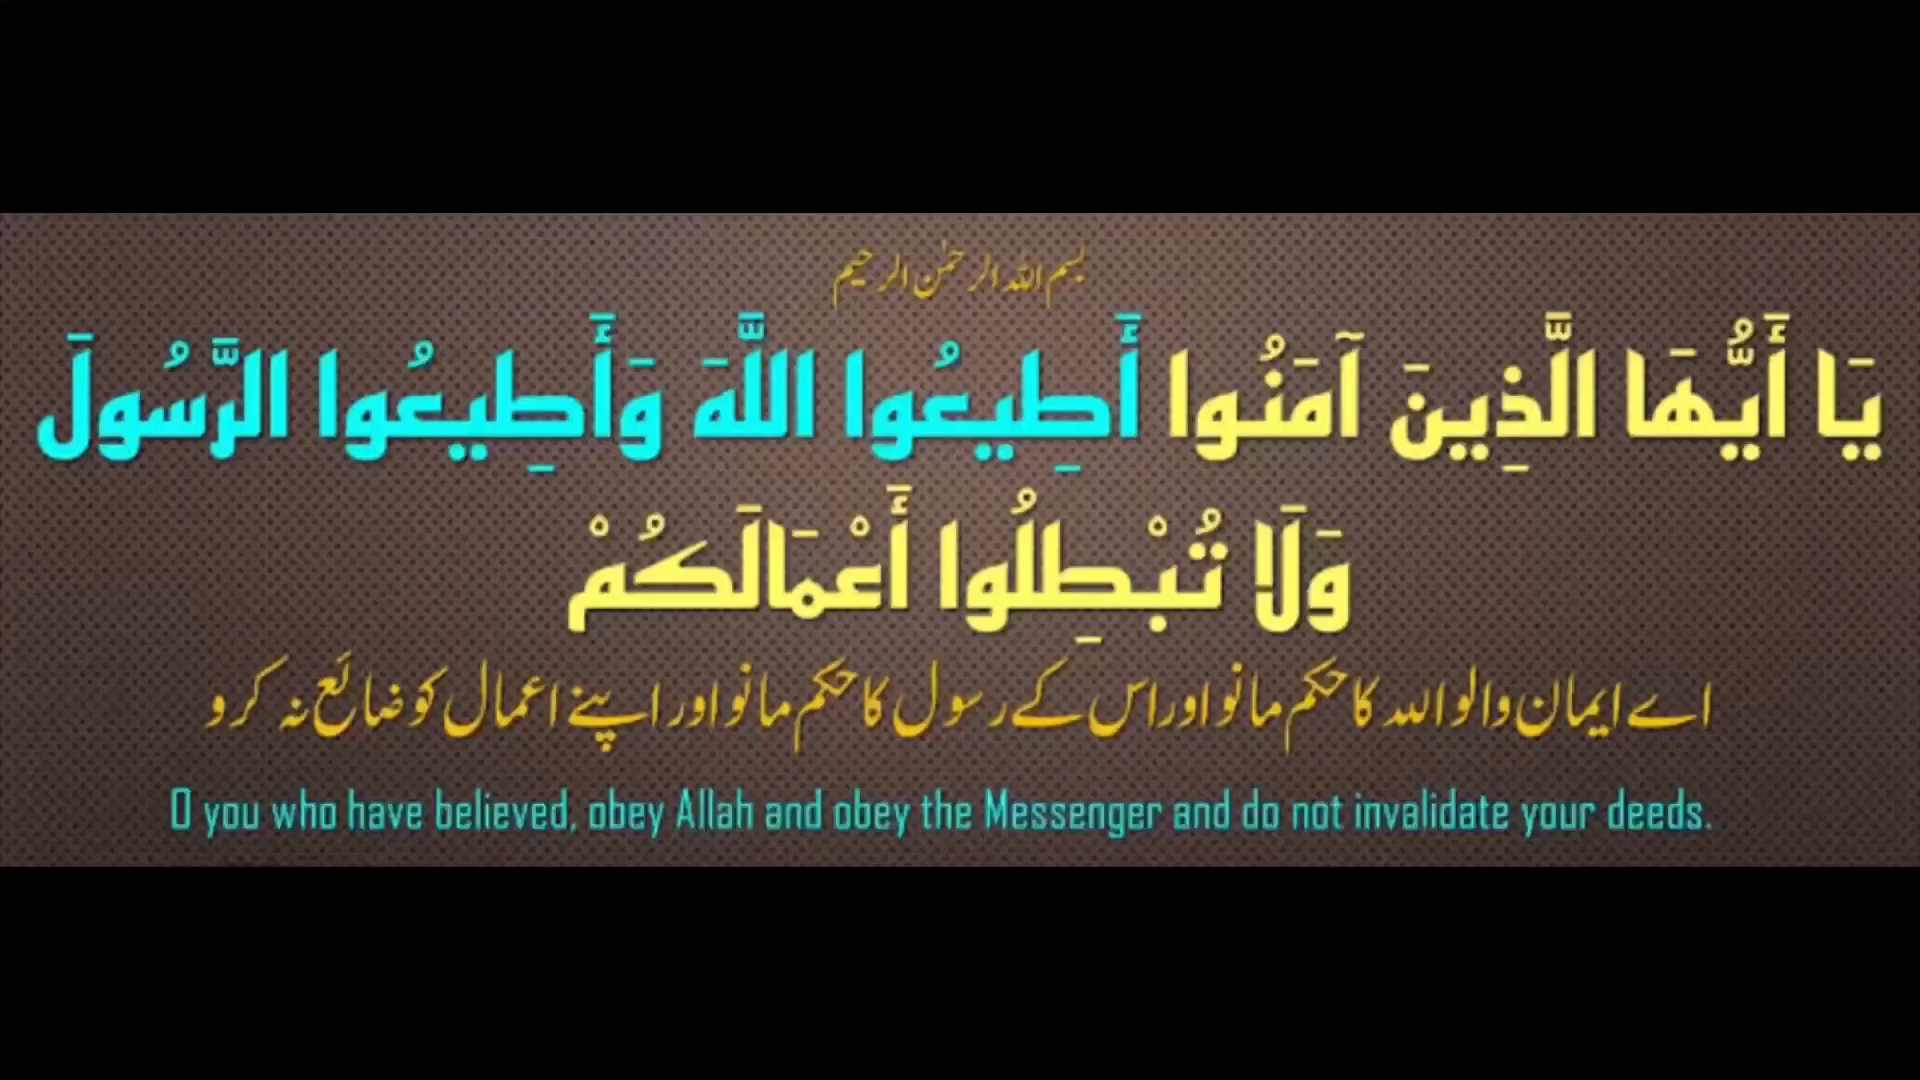 بسم اللہ الرحمٰن الرحیم
يَا أَيُّهَا الَّذِينَ آمَنُوا أَطِيعُوا اللَّهَ وَأَطِيعُوا الرَّسُولَ
وَلَا تُبْطِلُوا أَعْمَالَكُمْ
اے ایمان والو اللہ کا حکم مانو اور اس کے رسول کا حکم مانو اور اپنے اعمال کو ضائع نہ کرو
O you who have believed, obey Allah and obey the Messenger and do not invalidate your deeds.